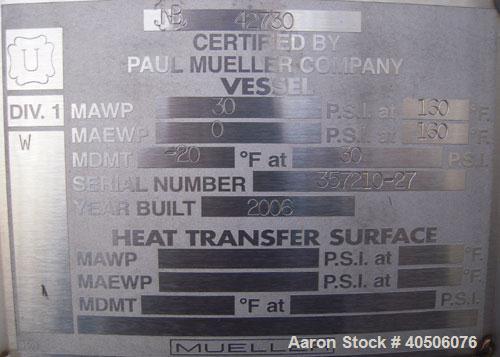 NB 42730
CERTIFIED BY
PAUL MUELLER COMPANY
VESSEL
U
DIV. 1
W
MAWP 30 P.S.I. at 160 °F.
MAEWP 0 P.S.I. at 160 °F.
MDMT -20 °F at 30 P.S.I.
SERIAL NUMBER 357210-27
YEAR BUILT 2006
HEAT TRANSFER SURFACE
MAWP P.S.I. at °F.
MAEWP P.S.I. at °F.
MDMT °F at P.S.I.
MUELLER
Aaron Stock # 40506076